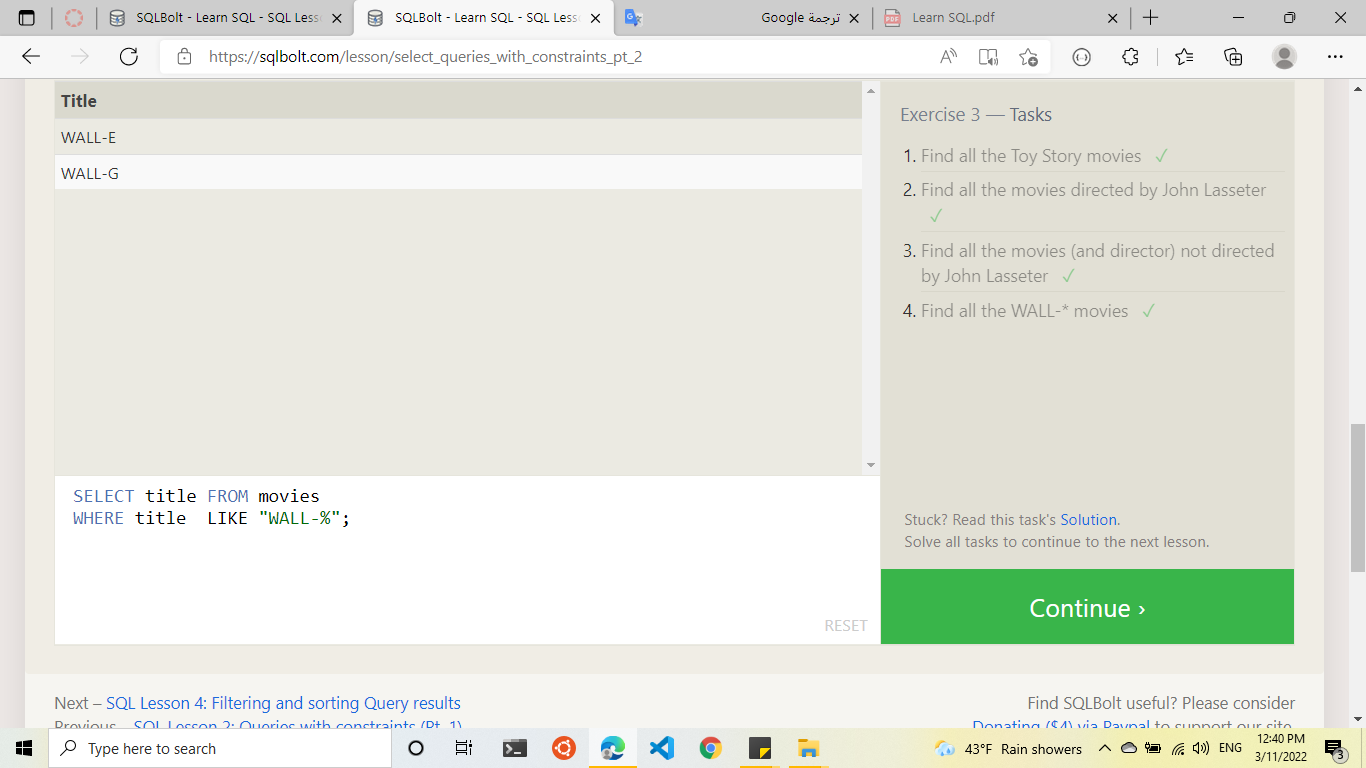 SQLBolt - Learn SQL - SQL Less
SQLBolt - Learn SQL - SQL Less
ترجمة Google
Learn SQL.pdf
https://sqlbolt.com/lesson/select_queries_with_constraints_pt_2
Title
WALL-E
WALL-G
SELECT title FROM movies
WHERE title  LIKE "WALL-%";
RESET
Exercise 3 — Tasks
1. Find all the Toy Story movies ✓
2. Find all the movies directed by John Lasseter
✓
3. Find all the movies (and director) not directed
by John Lasseter ✓
4. Find all the WALL-* movies ✓
Stuck? Read this task's Solution.
Solve all tasks to continue to the next lesson.
Continue ›
Next – SQL Lesson 4: Filtering and sorting Query results
Previous – SQL Lesson 2: Queries with constraints (Pt. 1)
Find SQLBolt useful? Please consider
Donating ($4) via Paypal to support our site.
Type here to search
43°F Rain showers
ENG
12:40 PM
3/11/2022
3